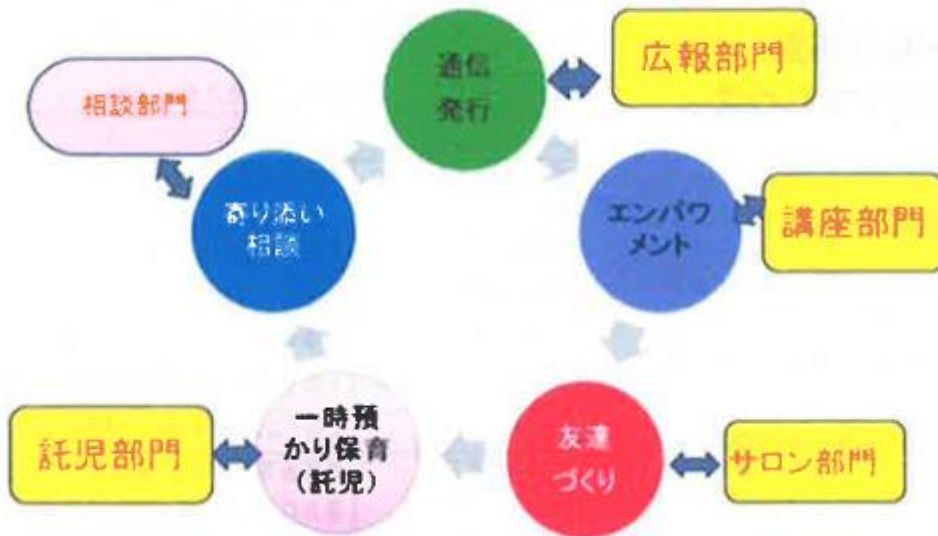 通信
発行
広報部門
相談部門
寄り添い
相談
エンパワ
メント
講座部門
一時預
かり保育
(託児)
託児部門
友達
づくり
サロン部門